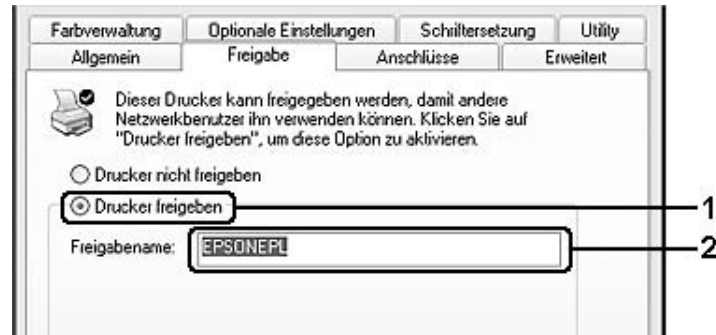 Farbverwaltung Optionale Einstellungen Schriftersetzung Utility
Allgemein Freigabe Anschlüsse Erweitert
Dieser Drucker kann freigegeben werden, damit andere
Netzwerkbenutzer ihn verwenden können. Klicken Sie auf
"Drucker freigeben", um diese Option zu aktivieren.
Drucker nicht freigeben
Drucker freigeben 1
Freigabename: EPSONEPL 2